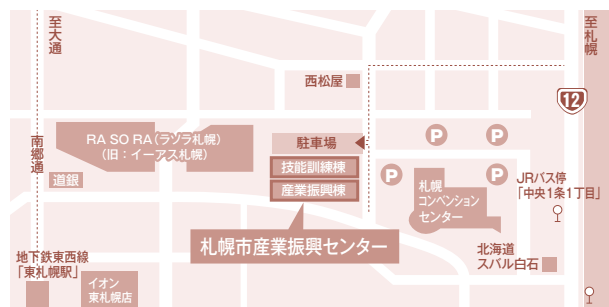 至大通
至札幌
12
西松屋
南郷通
RA SO RA(ラソラ札幌)
(旧：イーアス札幌)
道銀
駐車場
技能訓練棟
産業振興棟
P
P
P
P
札幌
コンベンション
センター
JRバス停
「中央1条1丁目」
札幌市産業振興センター
地下鉄東西線
「東札幌駅」
イオン
東札幌店
北海道
スバル白石